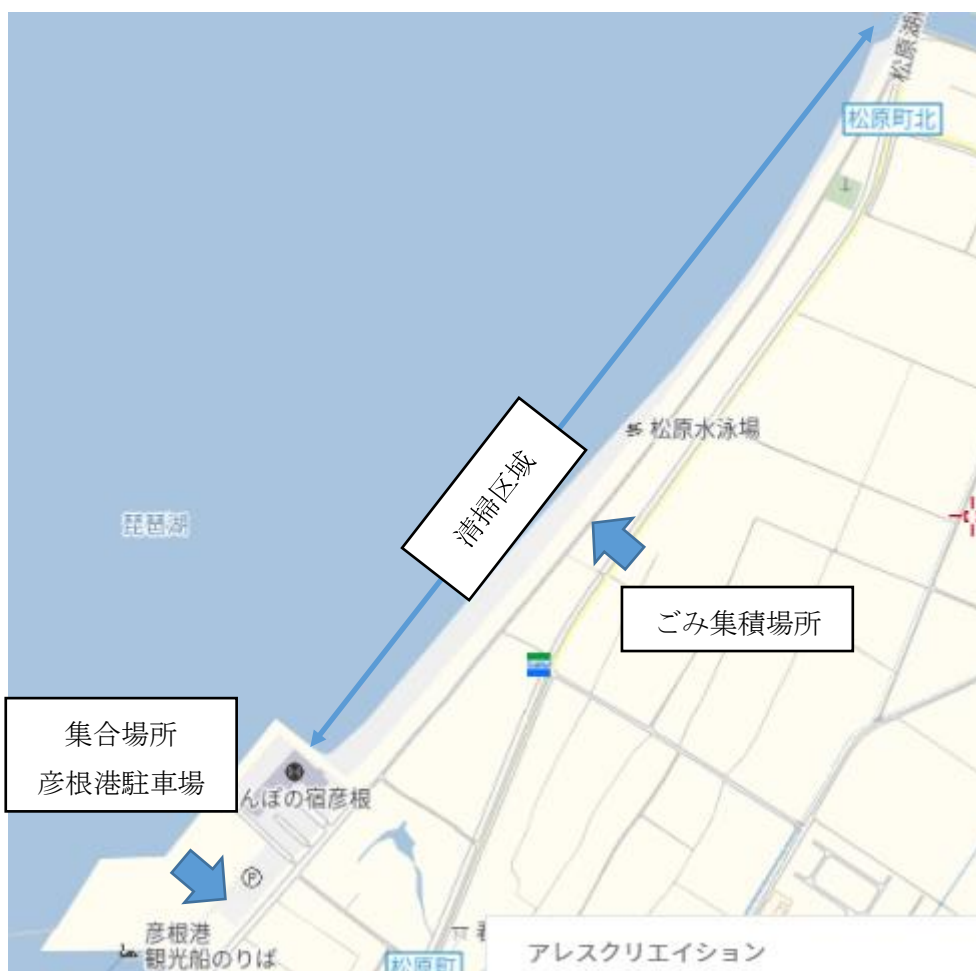 松原湖
松原町北
松原水泳場
清掃区域
琵琶湖
ごみ集積場所
集合場所
彦根港駐車場
んぽの宿彦根
P
彦根港
観光船のりば
松原町
アレスクリエイション